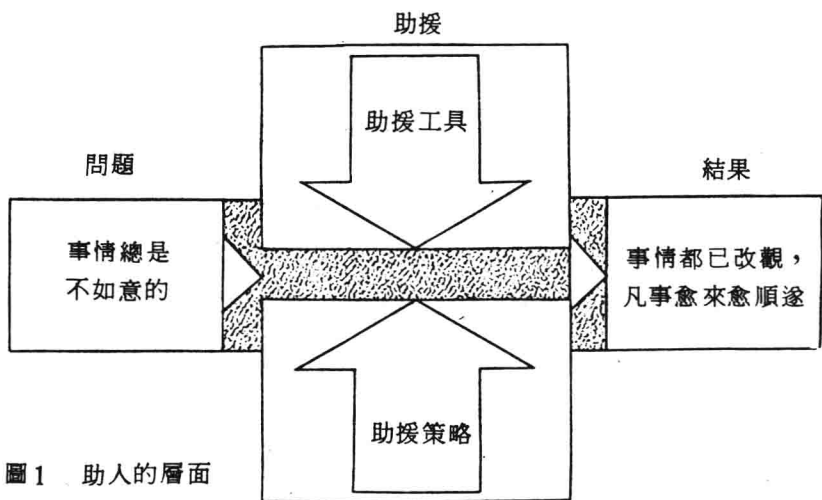 助援
助援工具
問題
結果
事情總是
不如意的
事情都已改觀，
凡事愈來愈順遂
助援策略
圖1 助人的層面